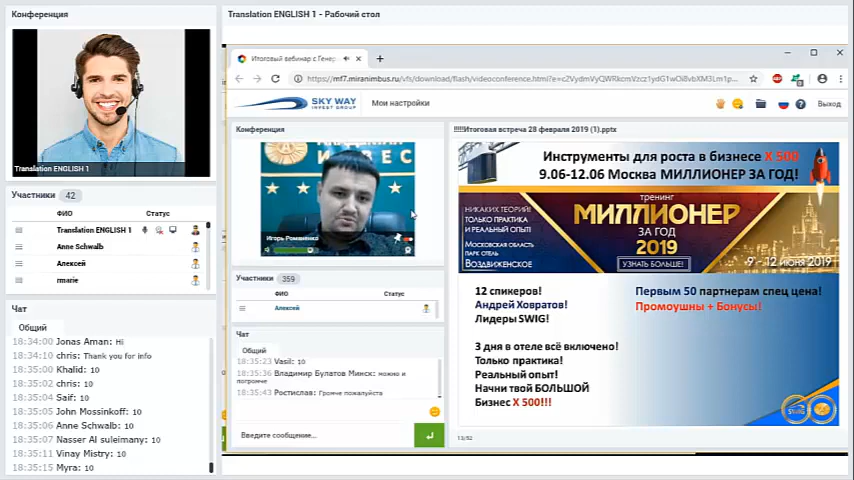 Конференция
Translation ENGLISH 1
Участники 42
ФИО Статус
Translation ENGLISH 1
Anne Schwalb
Алексей
rmarie
Чат
Общий
18:34:00 Jonas Aman: Hi
18:34:10 chris: Thank you for info
18:35:00 Khalid: 10
18:35:02 chris: 10
18:35:04 Saif: 10
18:35:05 John Mossinkoff: 10
18:35:06 Anne Schwalb: 10
18:35:07 Nasser Al suleimany: 10
18:35:11 Vinay Mistry: 10
18:35:15 Myra: 10
Translation ENGLISH 1 - Рабочий стол
Итоговый вебинар с Гене
SKY WAY
INVEST GROUP
Мои настройки
Выход
Конференция
ИНВЕС
Игорь Романенко
Участники 359
ФИО Статус
Алексей
Чат
Общий
18:35:23 Vasil: 10
18:35:36 Владимир Булатов Минск: можно и
погромче
18:35:43 Ростислав: Громче пожалуйста
Введите сообщение...
!!!!Итоговая встреча 28 февраля 2019 (1).pptx
Инструменты для роста в бизнесе X 500
9.06-12.06 Москва МИЛЛИОНЕР ЗА ГОД!
НИКАКИХ ТЕОРИЙ!
ТОЛЬКО ПРАКТИКА
И РЕАЛЬНЫЙ ОПЫТ!
МОСКОВСКАЯ ОБЛАСТЬ
ПАРК ОТЕЛЬ
ВОЗДВИЖЕНСКОЕ
тренинг
МИЛЛИОНЕР
ЗА ГОД
2019
УЗНАТЬ БОЛЬШЕ!
9 - 12 июня 2019
12 спикеров!
Андрей Ховратов!
Лидеры SWIG!
3 дня в отеле всё включено!
Только практика!
Реальный опыт!
Начни твой БОЛЬШОЙ
Бизнес X 500!!!
Первым 50 партнерам спец цена!
Промоушны + Бонусы!
SWIG
13/52